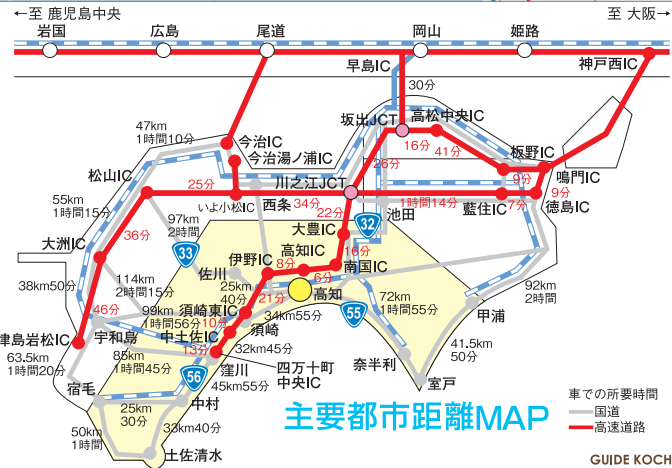 ←至 鹿児島中央
至 大阪→
岩国
広島
尾道
岡山
姫路
早島IC
神戸西IC
30分
坂出JCT
高松中央IC
16分
41分
47km
1時間10分
今治IC
今治湯ノ浦IC
26分
板野IC
9分
鳴門IC
松山IC
25分
川之江JCT
34分
1時間14分
藍住IC
7分
9分
徳島IC
いよ小松IC
西条
22分
池田
55km
1時間15分
36分
97km
2時間
32
大豊IC
16分
大洲IC
33
伊野IC
高知IC
8分
6分
南国IC
佐川
38km50分
114km
2時間15分
25km
40分
21分
高知
72km
1時間55分
92km
2時間
46分
99km
1時間56分
須崎東IC
10分
須崎
34km55分
55
甲浦
津島岩松IC
宇和島
中土佐IC
13分
32km45分
41.5km
50分
63.5km
1時間20分
85km
1時間45分
窪川
四万十町
中央IC
奈半利
56
45km55分
室戸
宿毛
25km
30分
中村
50km
1時間
33km40分
土佐清水
主要都市距離MAP
車での所要時間
国道
高速道路
GUIDE KOCH